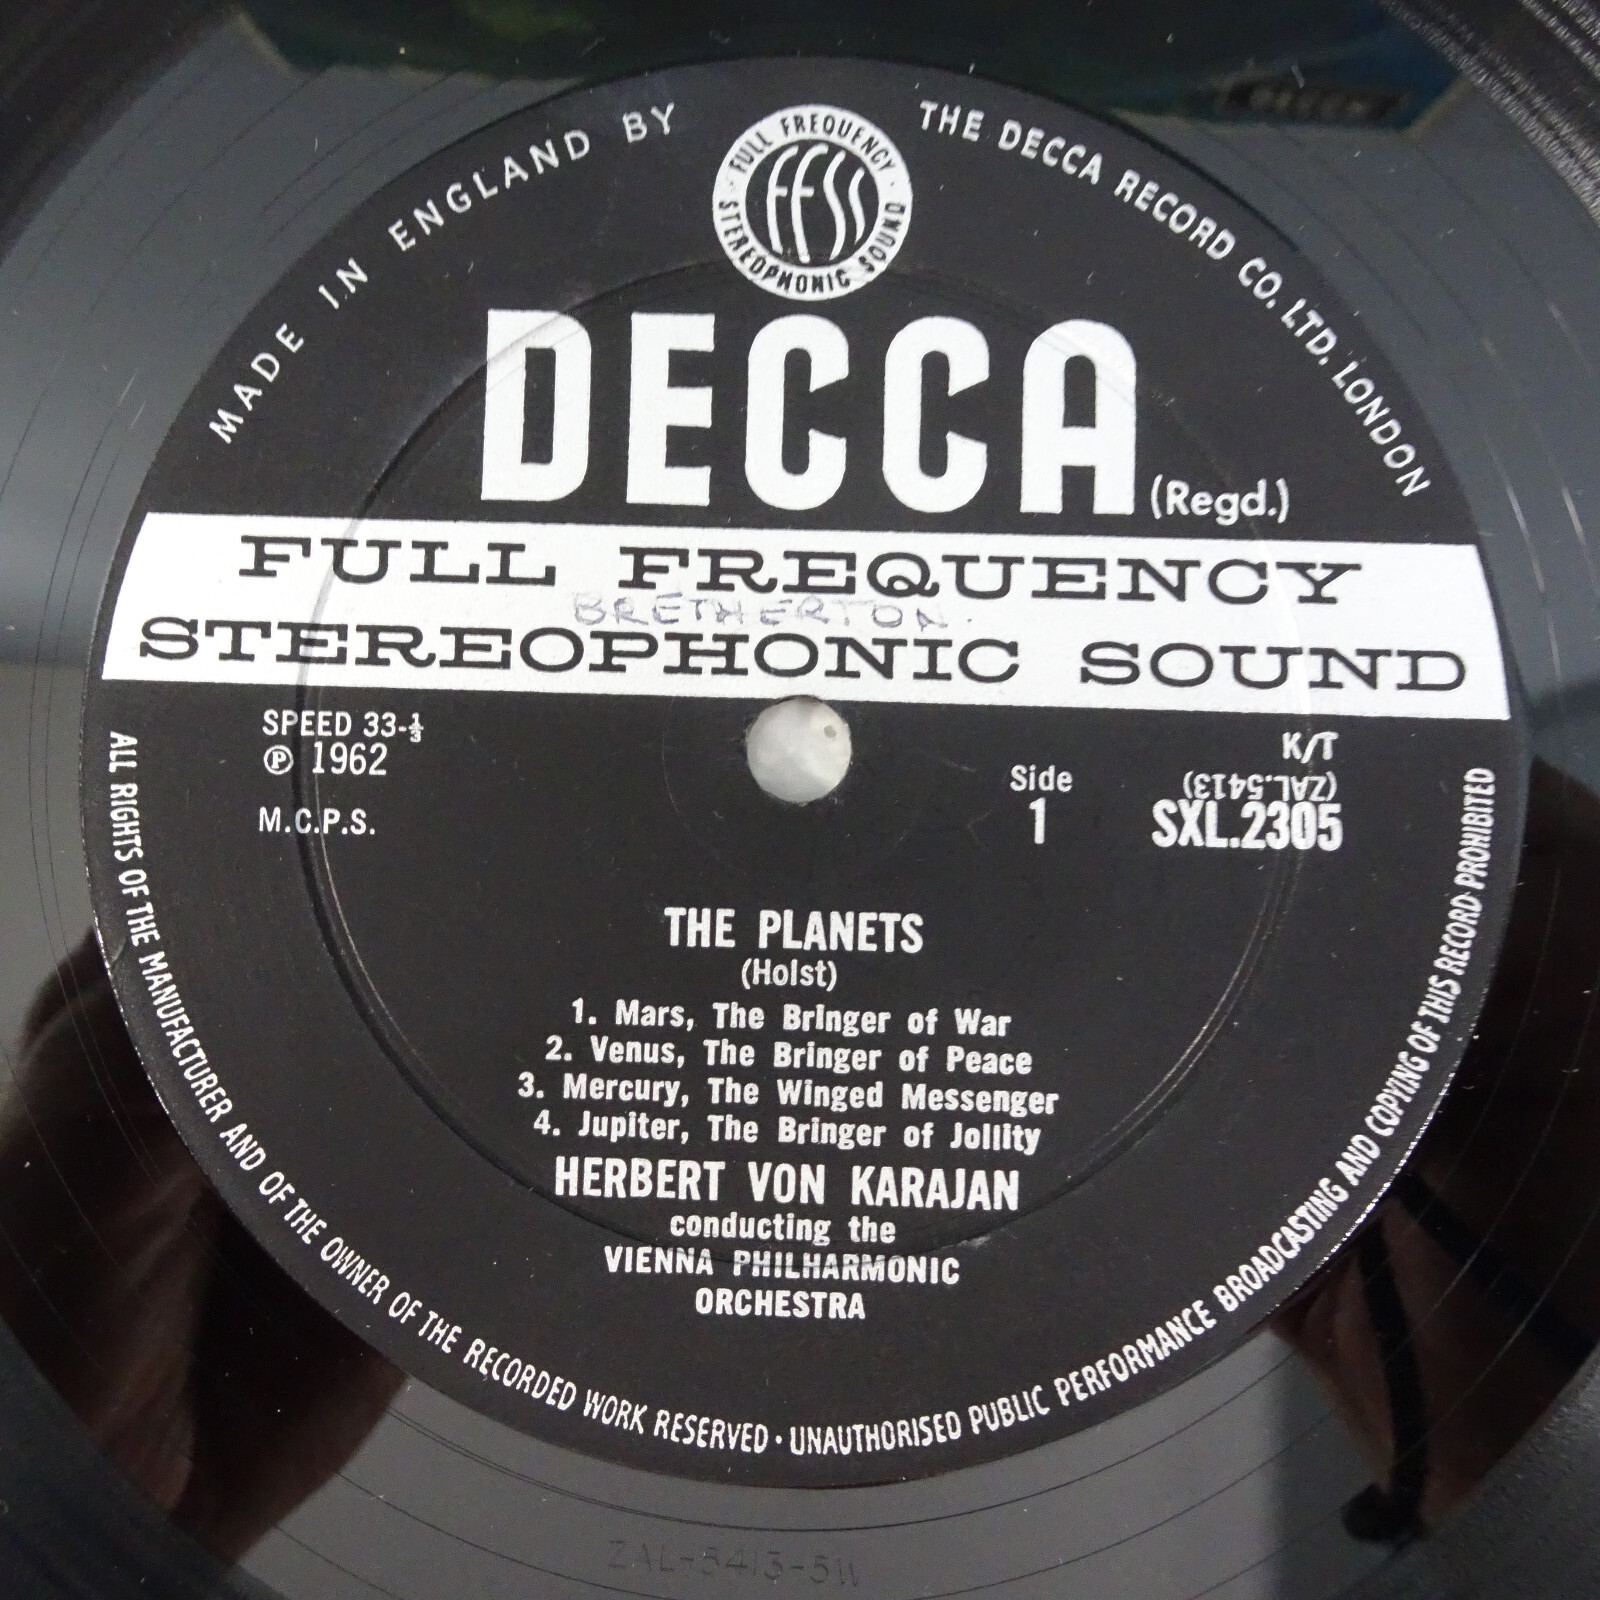 MADE IN ENGLAND BY
THE DECCA RECORD CO. LTD. LONDON
FULL FREQUENCY
STEREOPHONIC SOUND
FFSS
DECCA (Regd.)
FULL FREQUENCY
BRETHERTON.
STEREOPHONIC SOUND
SPEED 33-⅓
℗ 1962
M.C.P.S.
Side
1
K/T
(ZAL.5413)
SXL.2305
THE PLANETS
(Holst)
1. Mars, The Bringer of War
2. Venus, The Bringer of Peace
3. Mercury, The Winged Messenger
4. Jupiter, The Bringer of Jollity
HERBERT VON KARAJAN
conducting the
VIENNA PHILHARMONIC
ORCHESTRA
ALL RIGHTS OF THE MANUFACTURER AND OF THE OWNER OF THE RECORDED WORK RESERVED · UNAUTHORISED PUBLIC PERFORMANCE BROADCASTING AND COPYING OF THIS RECORD PROHIBITED
ZAL-5413-5W